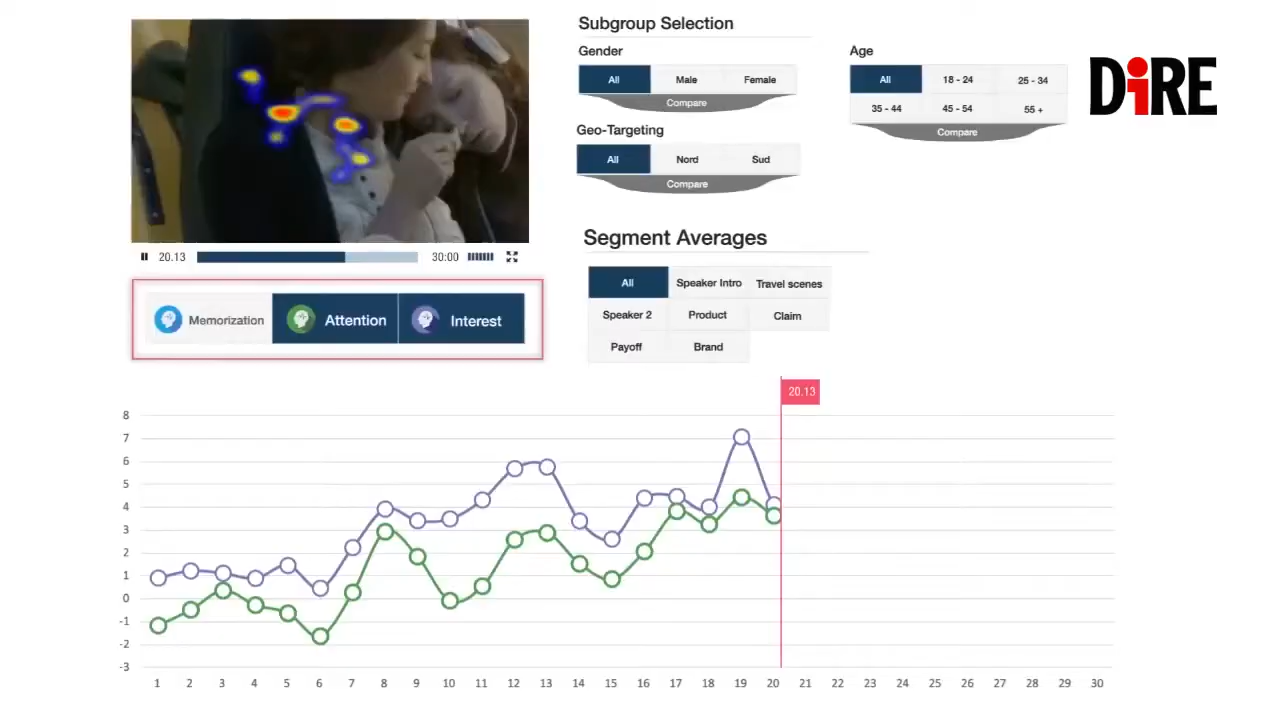 Subgroup Selection
Gender
All Male Female
Compare
Age
All 18 - 24 25 - 34
35 - 44 45 - 54 55 +
Compare
DiRE
Geo-Targeting
All Nord Sud
Compare
20.13 30:00
Memorization Attention Interest
Segment Averages
All Speaker Intro Travel scenes
Speaker 2 Product Claim
Payoff Brand
20.13
8
7
6
5
4
3
2
1
0
-1
-2
-3
1 2 3 4 5 6 7 8 9 10 11 12 13 14 15 16 17 18 19 20 21 22 23 24 25 26 27 28 29 30